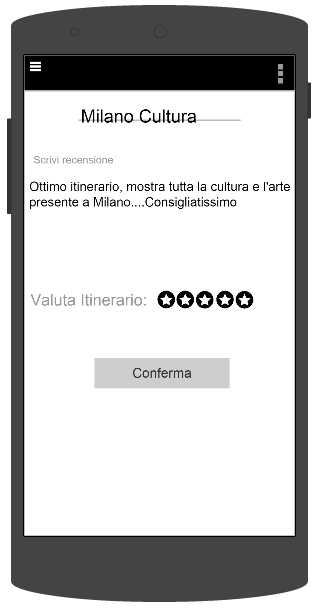 Milano Cultura
Scrivi recensione
Ottimo itinerario, mostra tutta la cultura e l'arte
presente a Milano....Consigliatissimo
Valuta Itinerario:
Conferma